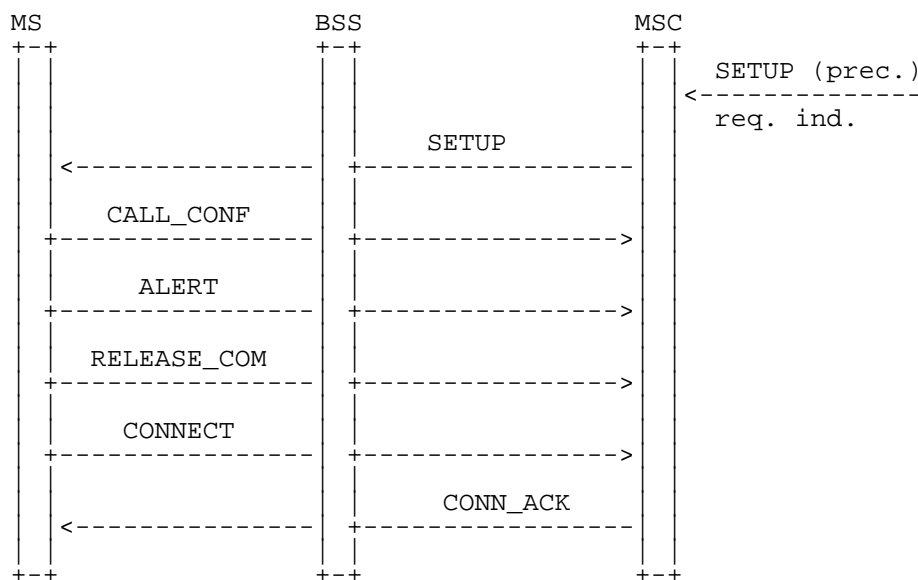 MS BSS MSC
SETUP (prec.)
req. ind.
SETUP
CALL_CONF
ALERT
RELEASE_COM
CONNECT
CONN_ACK